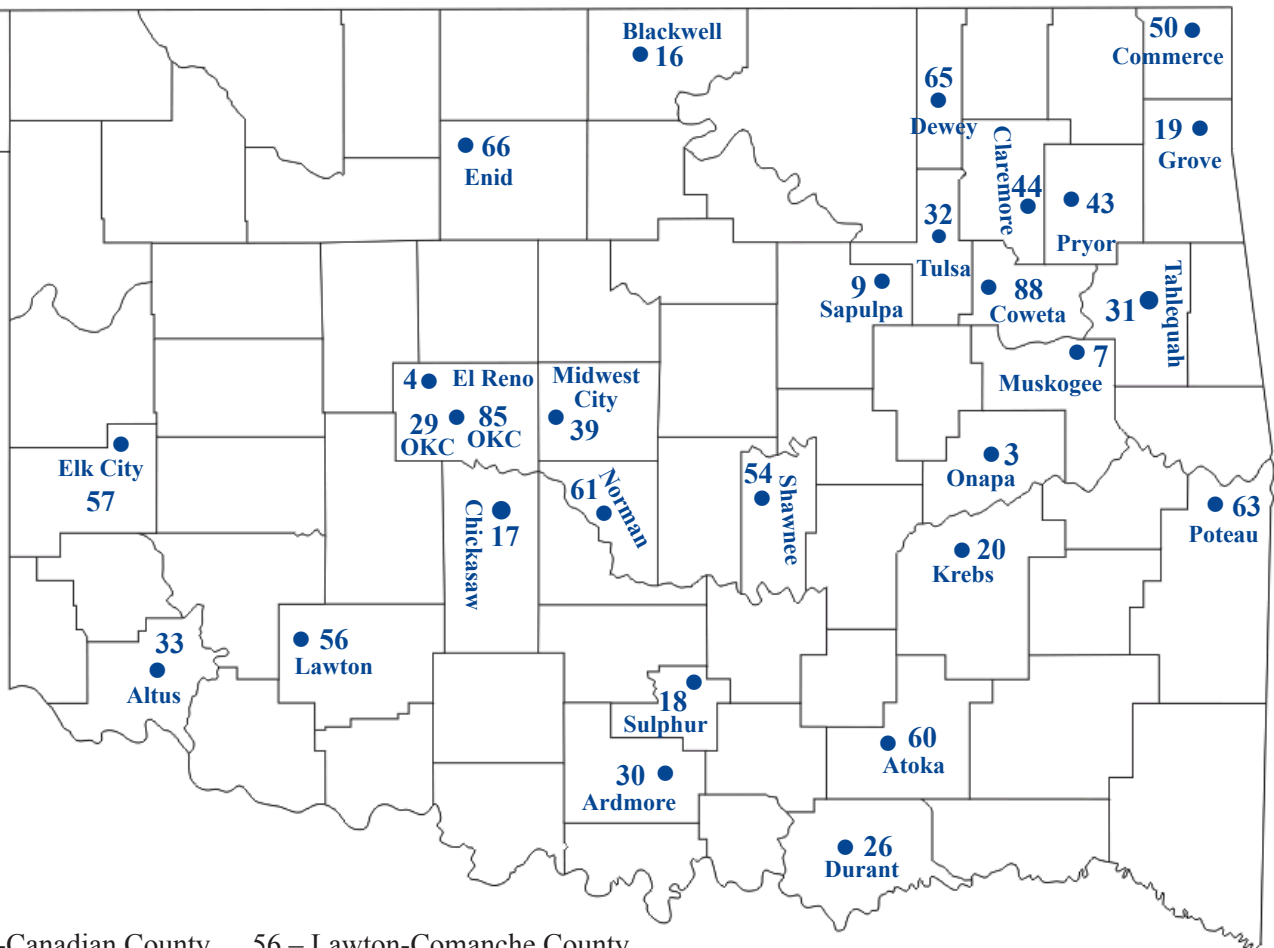 Blackwell
16
50
Commerce
65
Dewey
19
Grove
66
Enid
Claremore
44
43
Pryor
32
Tulsa
9
Sapulpa
88
Coweta
31
Tahlequah
7
Muskogee
4
El Reno
29
OKC
85
OKC
Midwest
City
39
Elk City
57
Chickasaw
17
61
Norman
54
Shawnee
3
Onapa
63
Poteau
20
Krebs
33
Altus
56
Lawton
18
Sulphur
60
Atoka
30
Ardmore
26
Durant
-Canadian County 56 – Lawton-Comanche County